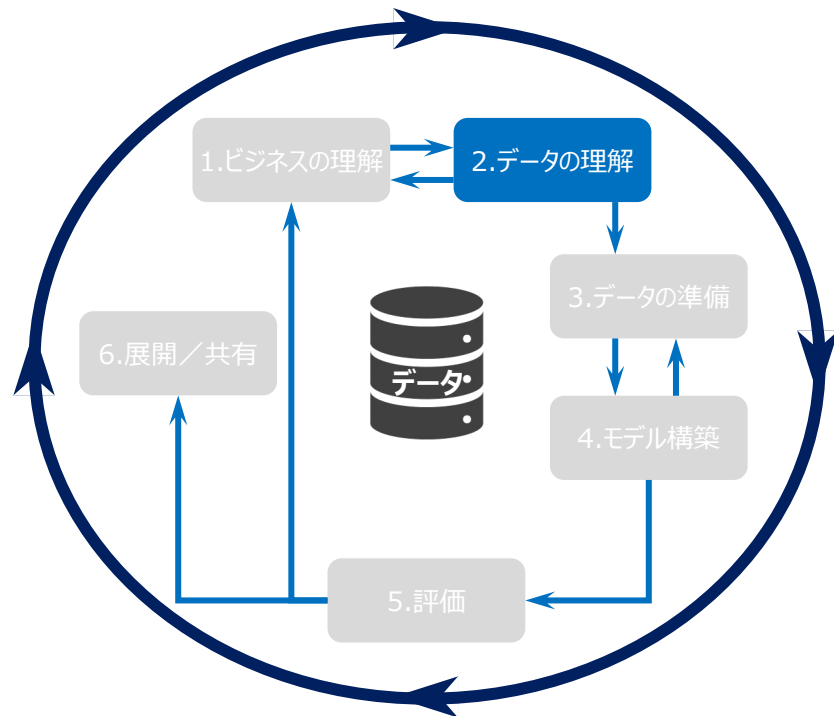 1.ビジネスの理解
2.データの理解
3.データの準備
6.展開／共有
データ
4.モデル構築
5.評価